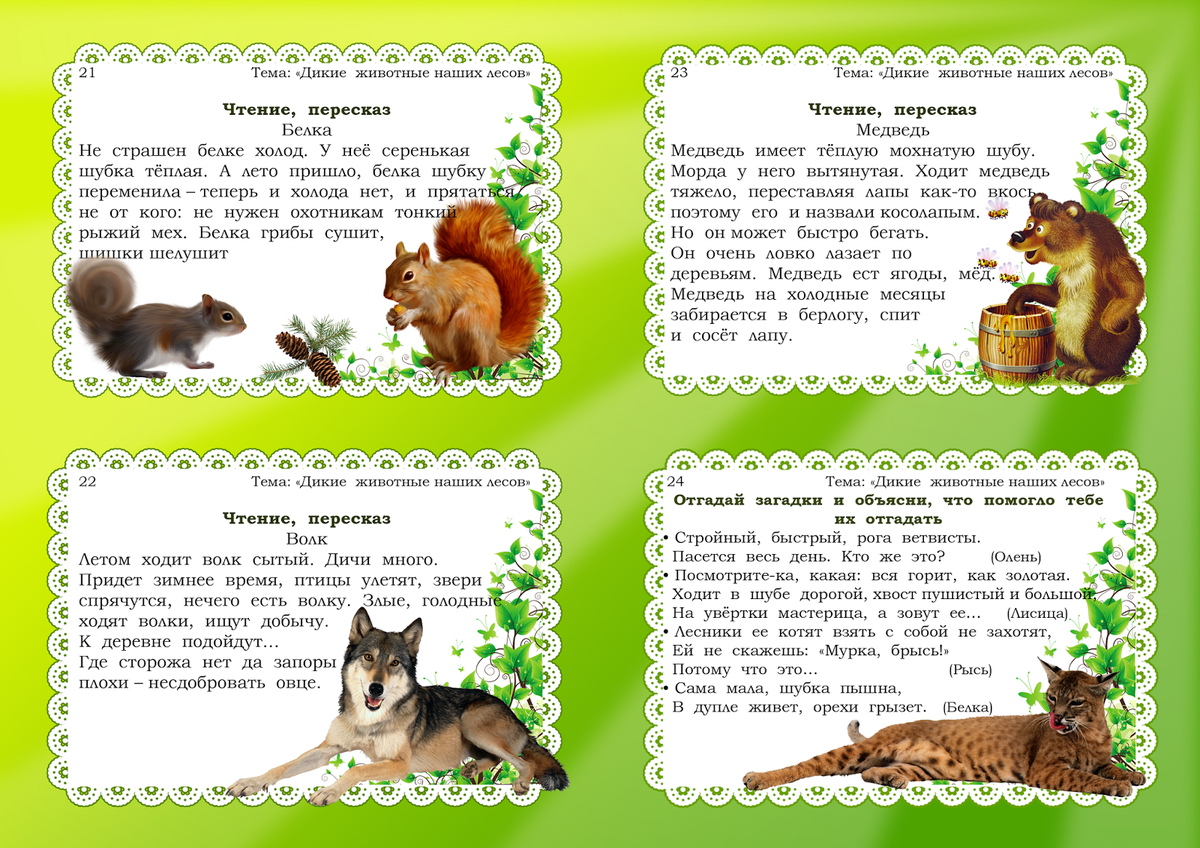 21 Тема: «Дикие животные наших лесов»
Чтение, пересказ
Белка
Не страшен белке холод. У неё серенькая
шубка тёплая. А лето пришло, белка шубку
переменила – теперь и холода нет, и прятаться
не от кого: не нужен охотникам тонкий
рыжий мех. Белка грибы сушит,
шишки шелушит
22 Тема: «Дикие животные наших лесов»
Чтение, пересказ
Волк
Летом ходит волк сытый. Дичи много.
Придет зимнее время, птицы улетят, звери
спрячутся, нечего есть волку. Злые, голодные
ходят волки, ищут добычу.
К деревне подойдут...
Где сторожа нет да запоры
плохи – несдобровать овце.
23 Тема: «Дикие животные наших лесов»
Чтение, пересказ
Медведь
Медведь имеет тёплую мохнатую шубу.
Морда у него вытянутая. Ходит медведь
тяжело, переставляя лапы как-то вкось,
поэтому его и назвали косолапым.
Но он может быстро бегать.
Он очень ловко лазает по
деревьям. Медведь ест ягоды, мёд.
Медведь на холодные месяцы
забирается в берлогу, спит
и сосёт лапу.
24 Тема: «Дикие животные наших лесов»
Отгадай загадки и объясни, что помогло тебе
их отгадать
• Стройный, быстрый, рога ветвисты.
Пасется весь день. Кто же это? (Олень)
• Посмотрите-ка, какая: вся горит, как золотая.
Ходит в шубе дорогой, хвост пушистый и большой,
На увёртки мастерица, а зовут ее... (Лисица)
• Лесники ее котят взять с собой не захотят,
Ей не скажешь: «Мурка, брысь!»
Потому что это... (Рысь)
• Сама мала, шубка пышна,
В дупле живет, орехи грызет. (Белка)